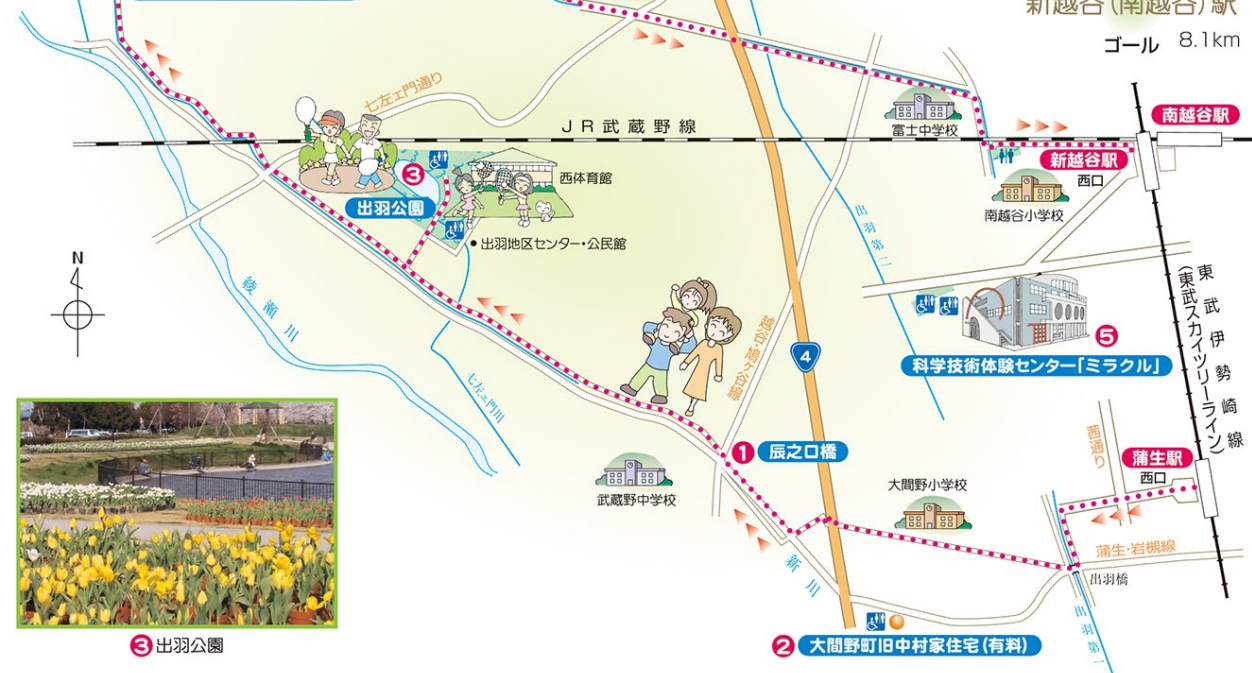 新越谷(南越谷)駅
ゴール 8.1km
七左ェ門通り
JR武蔵野線
富士中学校
南越谷駅
新越谷駅
西口
南越谷小学校
3
出羽公園
西体育館
出羽地区センター・公民館
N
綾瀬川
七左ェ門川
出羽第二
越谷・鳩ヶ谷線
4
5
科学技術体験センター「ミラクル」
東武伊勢崎線
(東武スカイツリーライン)
茜通り
蒲生駅
西口
1 辰之口橋
武蔵野中学校
大間野小学校
新川
蒲生・岩槻線
出羽橋
出羽第一
2 大間野町旧中村家住宅(有料)
3 出羽公園